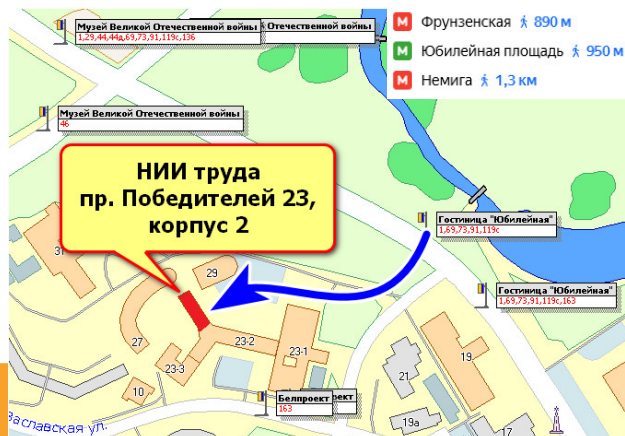 Музей Великой Отечественной войны
1,29,44,44д,69,73,91,119с,136
Отечественной войны
М Фрунзенская 890 м
М Юбилейная площадь 950 м
М Немига 1,3 км
Музей Великой Отечественной войны
46
НИИ труда
пр. Победителей 23,
корпус 2
Гостиница "Юбилейная"
1,69,73,91,119с
Гостиница "Юбилейная"
1,69,73,91,119с,163
31
29
27
23-3
23-2
23-1
10
19
21
19а
17
Белпроект
163
ект
Заславская ул.